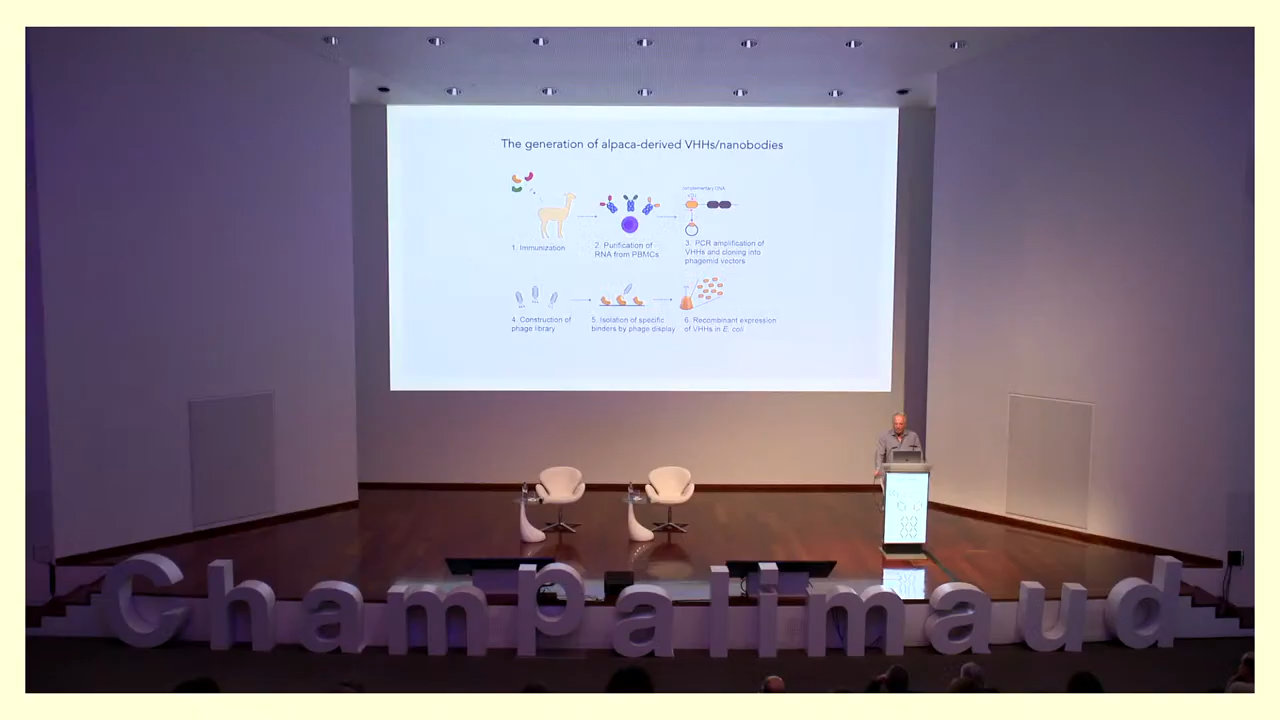 The generation of alpaca-derived VHHs/nanobodies
complementary DNA
1. Immunization
2. Purification of
RNA from PBMCs
3. PCR amplification of
VHHs and cloning into
phagemid vectors
4. Construction of
phage library
5. Isolation of specific
binders by phage display
6. Recombinant expression
of VHHs in E. coli
Champalimaud